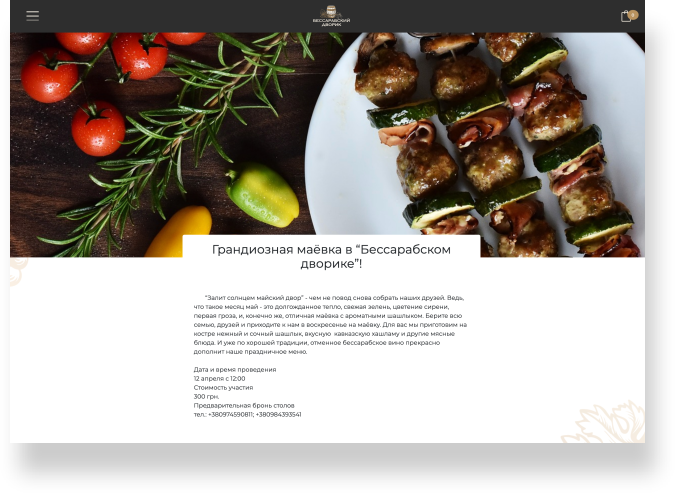 БЕССАРАБСКИЙ
ДВОРИК
0
Грандиозная маёвка в “Бессарабском
дворике”!
“Залит солнцем майский двор” - чем не повод снова собрать наших друзей. Ведь,
что такое месяц май - это долгожданное тепло, свежая зелень, цветение сирени,
первая гроза, и, конечно же, отличная маёвка с ароматными шашлыком. Берите всю
семью, друзей и приходите к нам в воскресенье на маёвку. Для вас мы приготовим на
костре нежный и сочный шашлык, вкусную кавказскую хашламу и другие мясные
блюда. И уже по хорошей традиции, отменное бессарабское вино прекрасно
дополнит наше праздничное меню.
Дата и время проведения
12 апреля с 12:00
Стоимость участия
300 грн.
Предварительная бронь столов
тел.: +380974590811; +380984393541